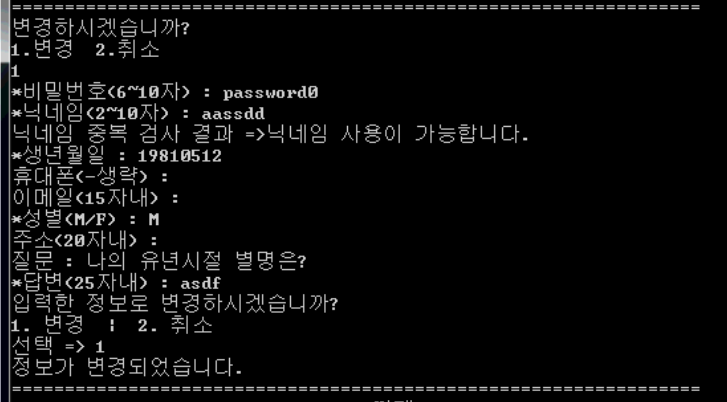 ======================================================================
변경하시겠습니까?
1.변경  2.취소
1
*비밀번호(6~10자) : password0
*닉네임(2~10자) : aassdd
닉네임 중복 검사 결과 =>닉네임 사용이 가능합니다.
*생년월일 : 19810512
휴대폰(-생략) :
이메일(15자내) :
*성별(M/F) : M
주소(20자내) :
질문 : 나의 유년시절 별명은?
*답변(25자내) : asdf
입력한 정보로 변경하시겠습니까?
1. 변경  |  2. 취소
선택 => 1
정보가 변경되었습니다.
======================================================================